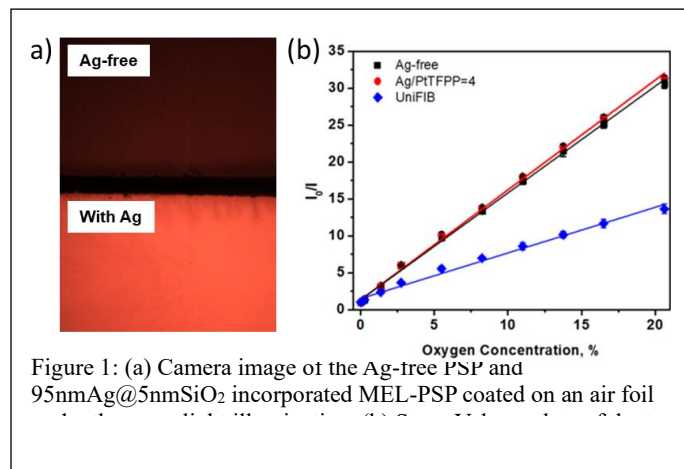 a)
Ag-free
With Ag
(b)
35
30
25
20
15
10
5
0
I₀/I
Ag-free
Ag/PtTFPP=4
UniFIB
0
5
10
15
20
Oxygen Concentration, %
Figure 1: (a) Camera image of the Ag-free PSP and
95nmAg@5nmSiO₂ incorporated MEL-PSP coated on an air foil